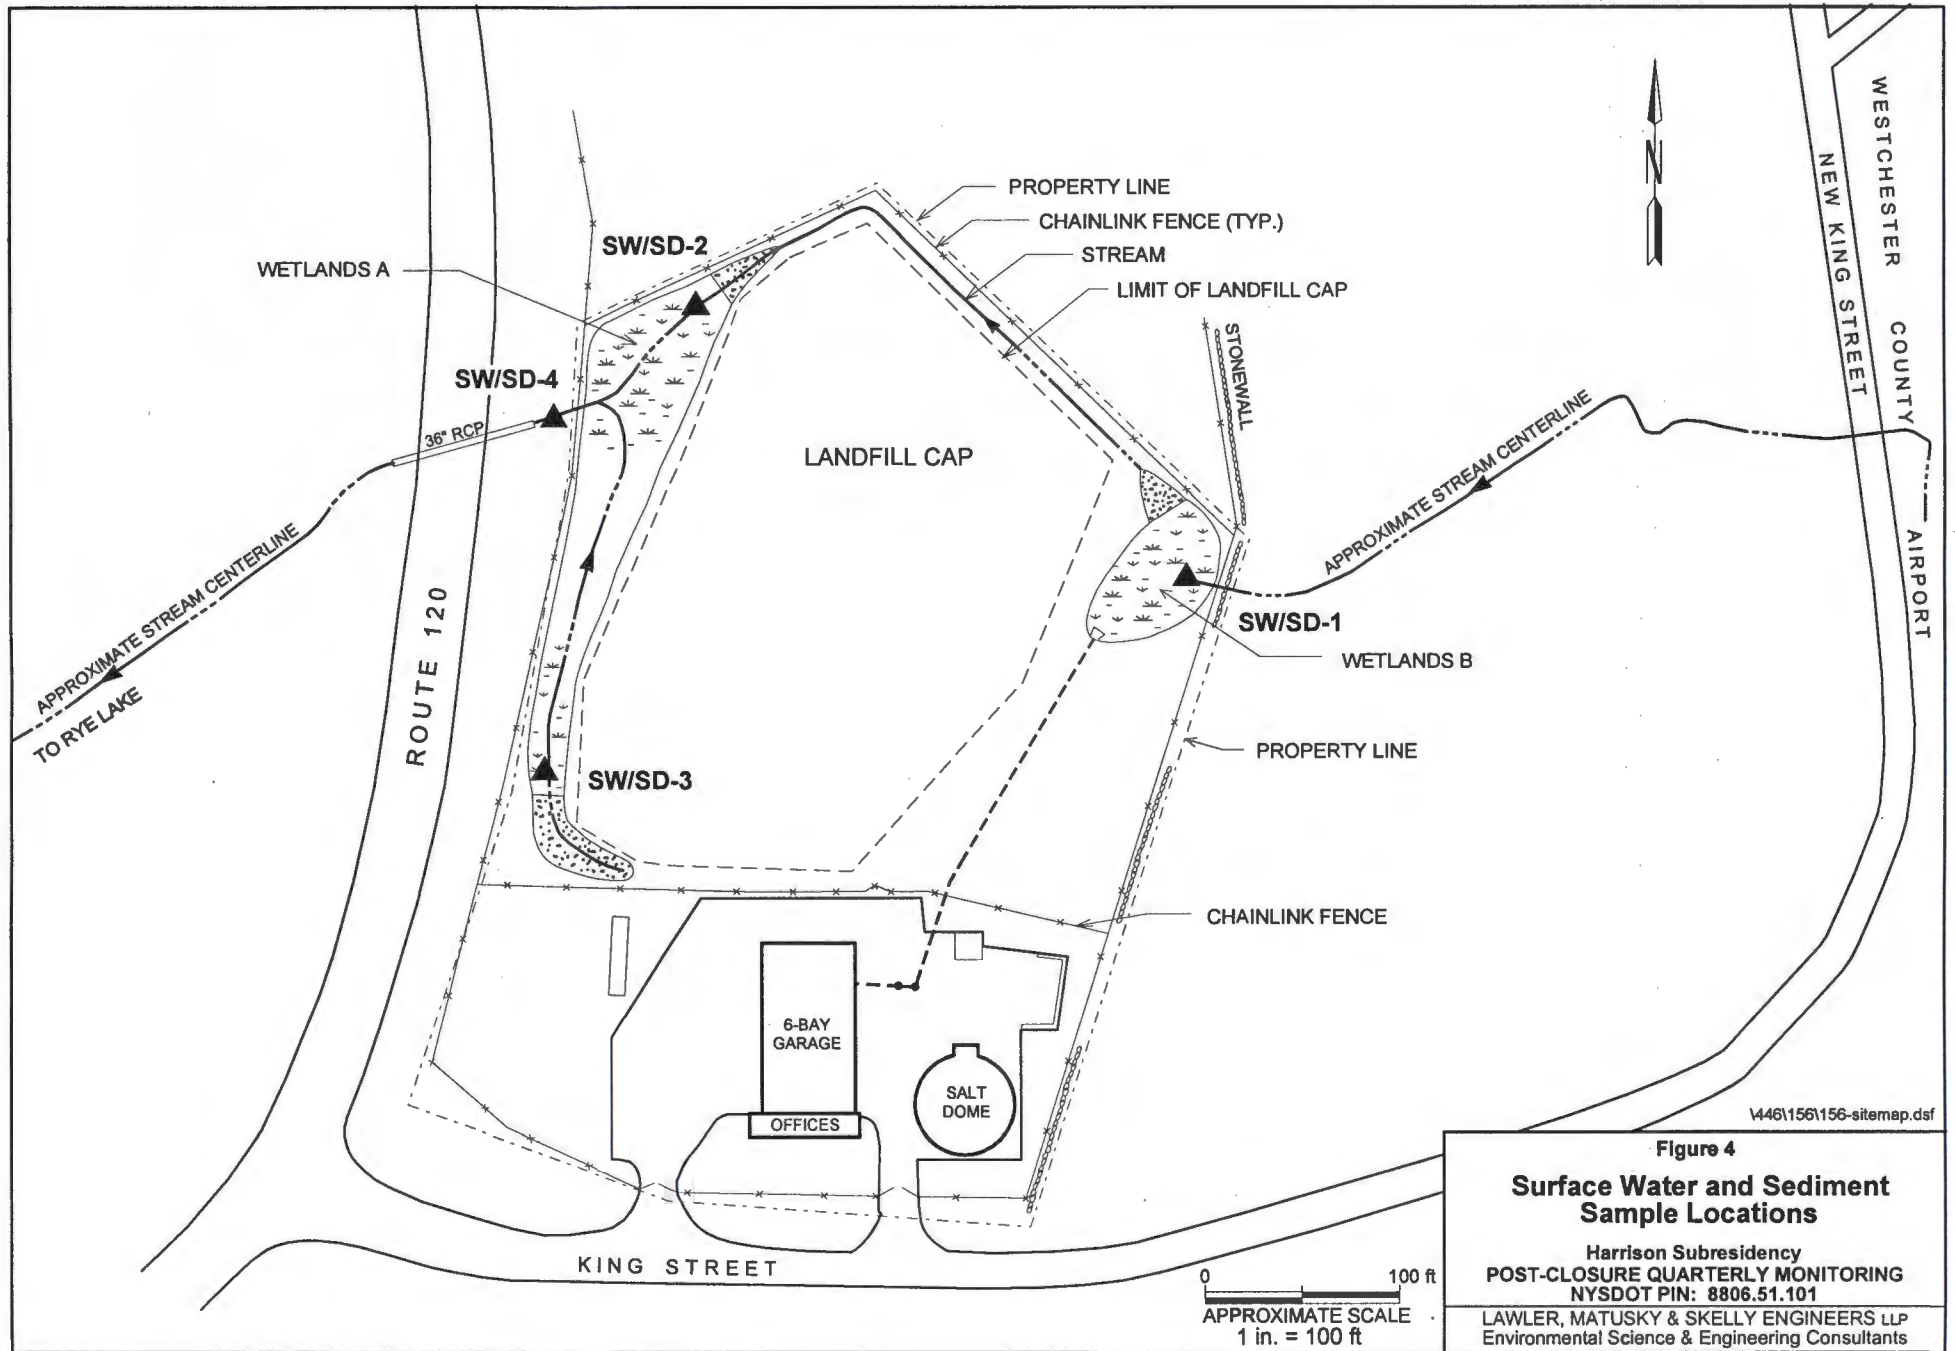 PROPERTY LINE
CHAINLINK FENCE (TYP.)
STREAM
LIMIT OF LANDFILL CAP
N
WESTCHESTER COUNTY AIRPORT
NEW KING STREET
SW/SD-2
WETLANDS A
SW/SD-4
36" RCP
STONEWALL
LANDFILL CAP
APPROXIMATE STREAM CENTERLINE
APPROXIMATE STREAM CENTERLINE
TO RYE LAKE
ROUTE 120
SW/SD-1
WETLANDS B
PROPERTY LINE
SW/SD-3
CHAINLINK FENCE
6-BAY
GARAGE
OFFICES
SALT
DOME
KING STREET
0 100 ft
APPROXIMATE SCALE
1 in. = 100 ft
\446\156\156-sitemap.dsf
Figure 4
Surface Water and Sediment
Sample Locations
Harrison Subresidency
POST-CLOSURE QUARTERLY MONITORING
NYSDOT PIN: 8806.51.101
LAWLER, MATUSKY & SKELLY ENGINEERS LLP
Environmental Science & Engineering Consultants